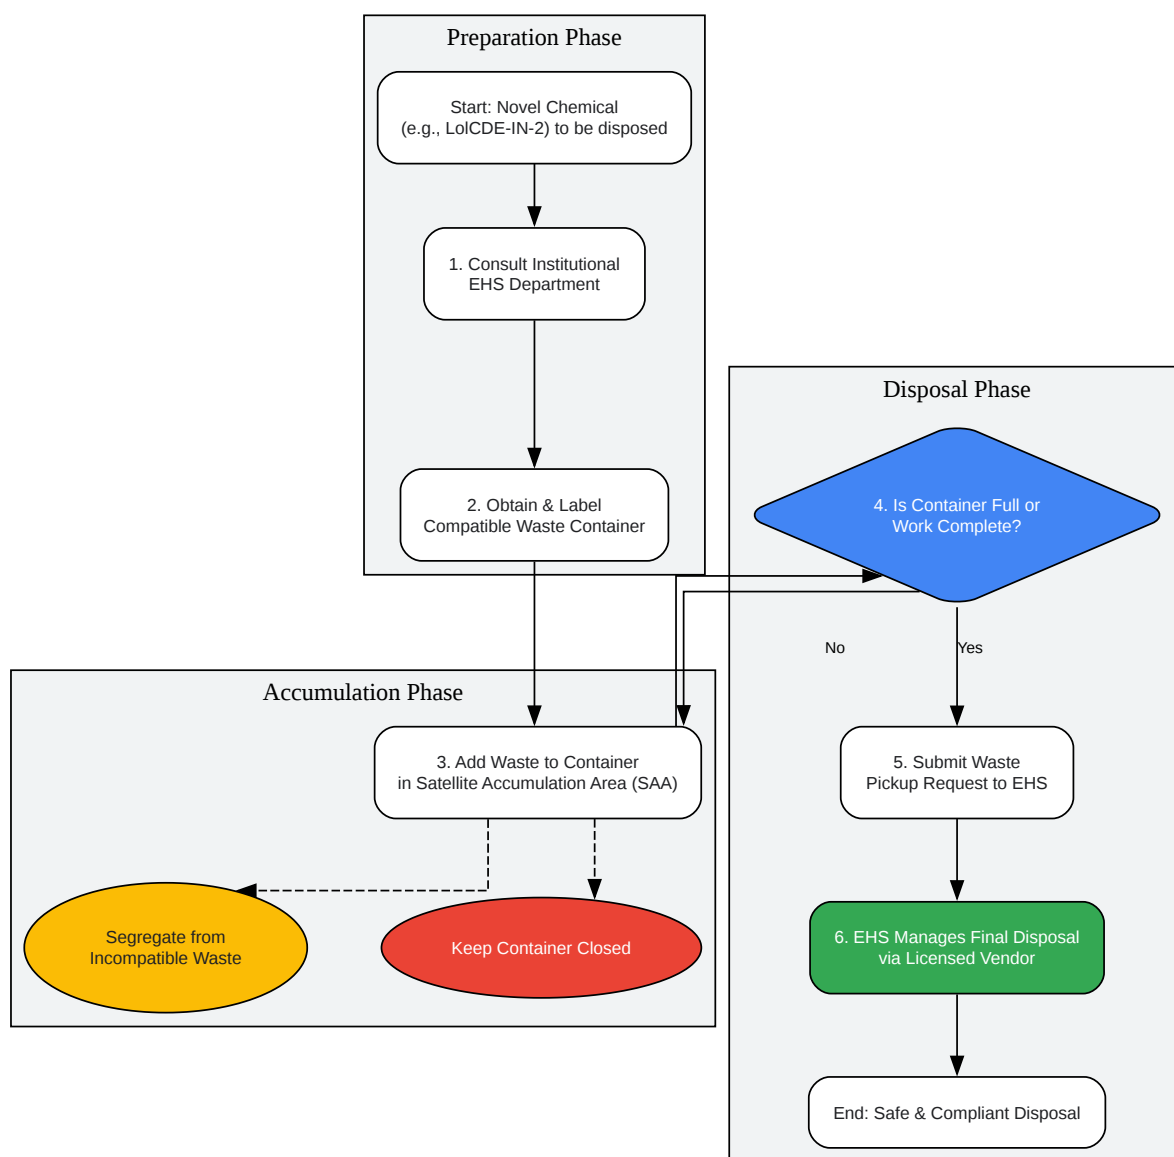 Preparation Phase
Start: Novel Chemical
(e.g., LolCDE-IN-2) to be disposed
1. Consult Institutional
EHS Department
2. Obtain & Label
Compatible Waste Container
Disposal Phase
4. Is Container Full or
Work Complete?
No
Yes
Accumulation Phase
3. Add Waste to Container
in Satellite Accumulation Area (SAA)
5. Submit Waste
Pickup Request to EHS
Segregate from
Incompatible Waste
Keep Container Closed
6. EHS Manages Final Disposal
via Licensed Vendor
End: Safe & Compliant Disposal